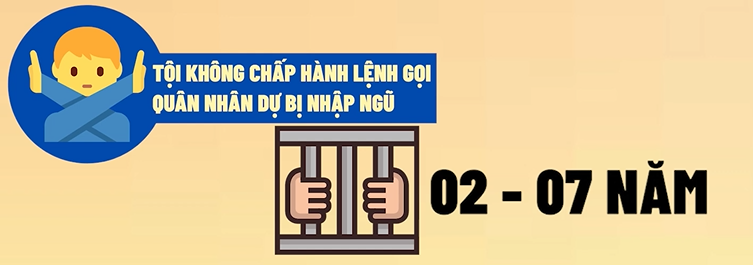 TỘI KHÔNG CHẤP HÀNH LỆNH GỌI
QUÂN NHÂN DỰ BỊ NHẬP NGŨ
02 - 07 NĂM